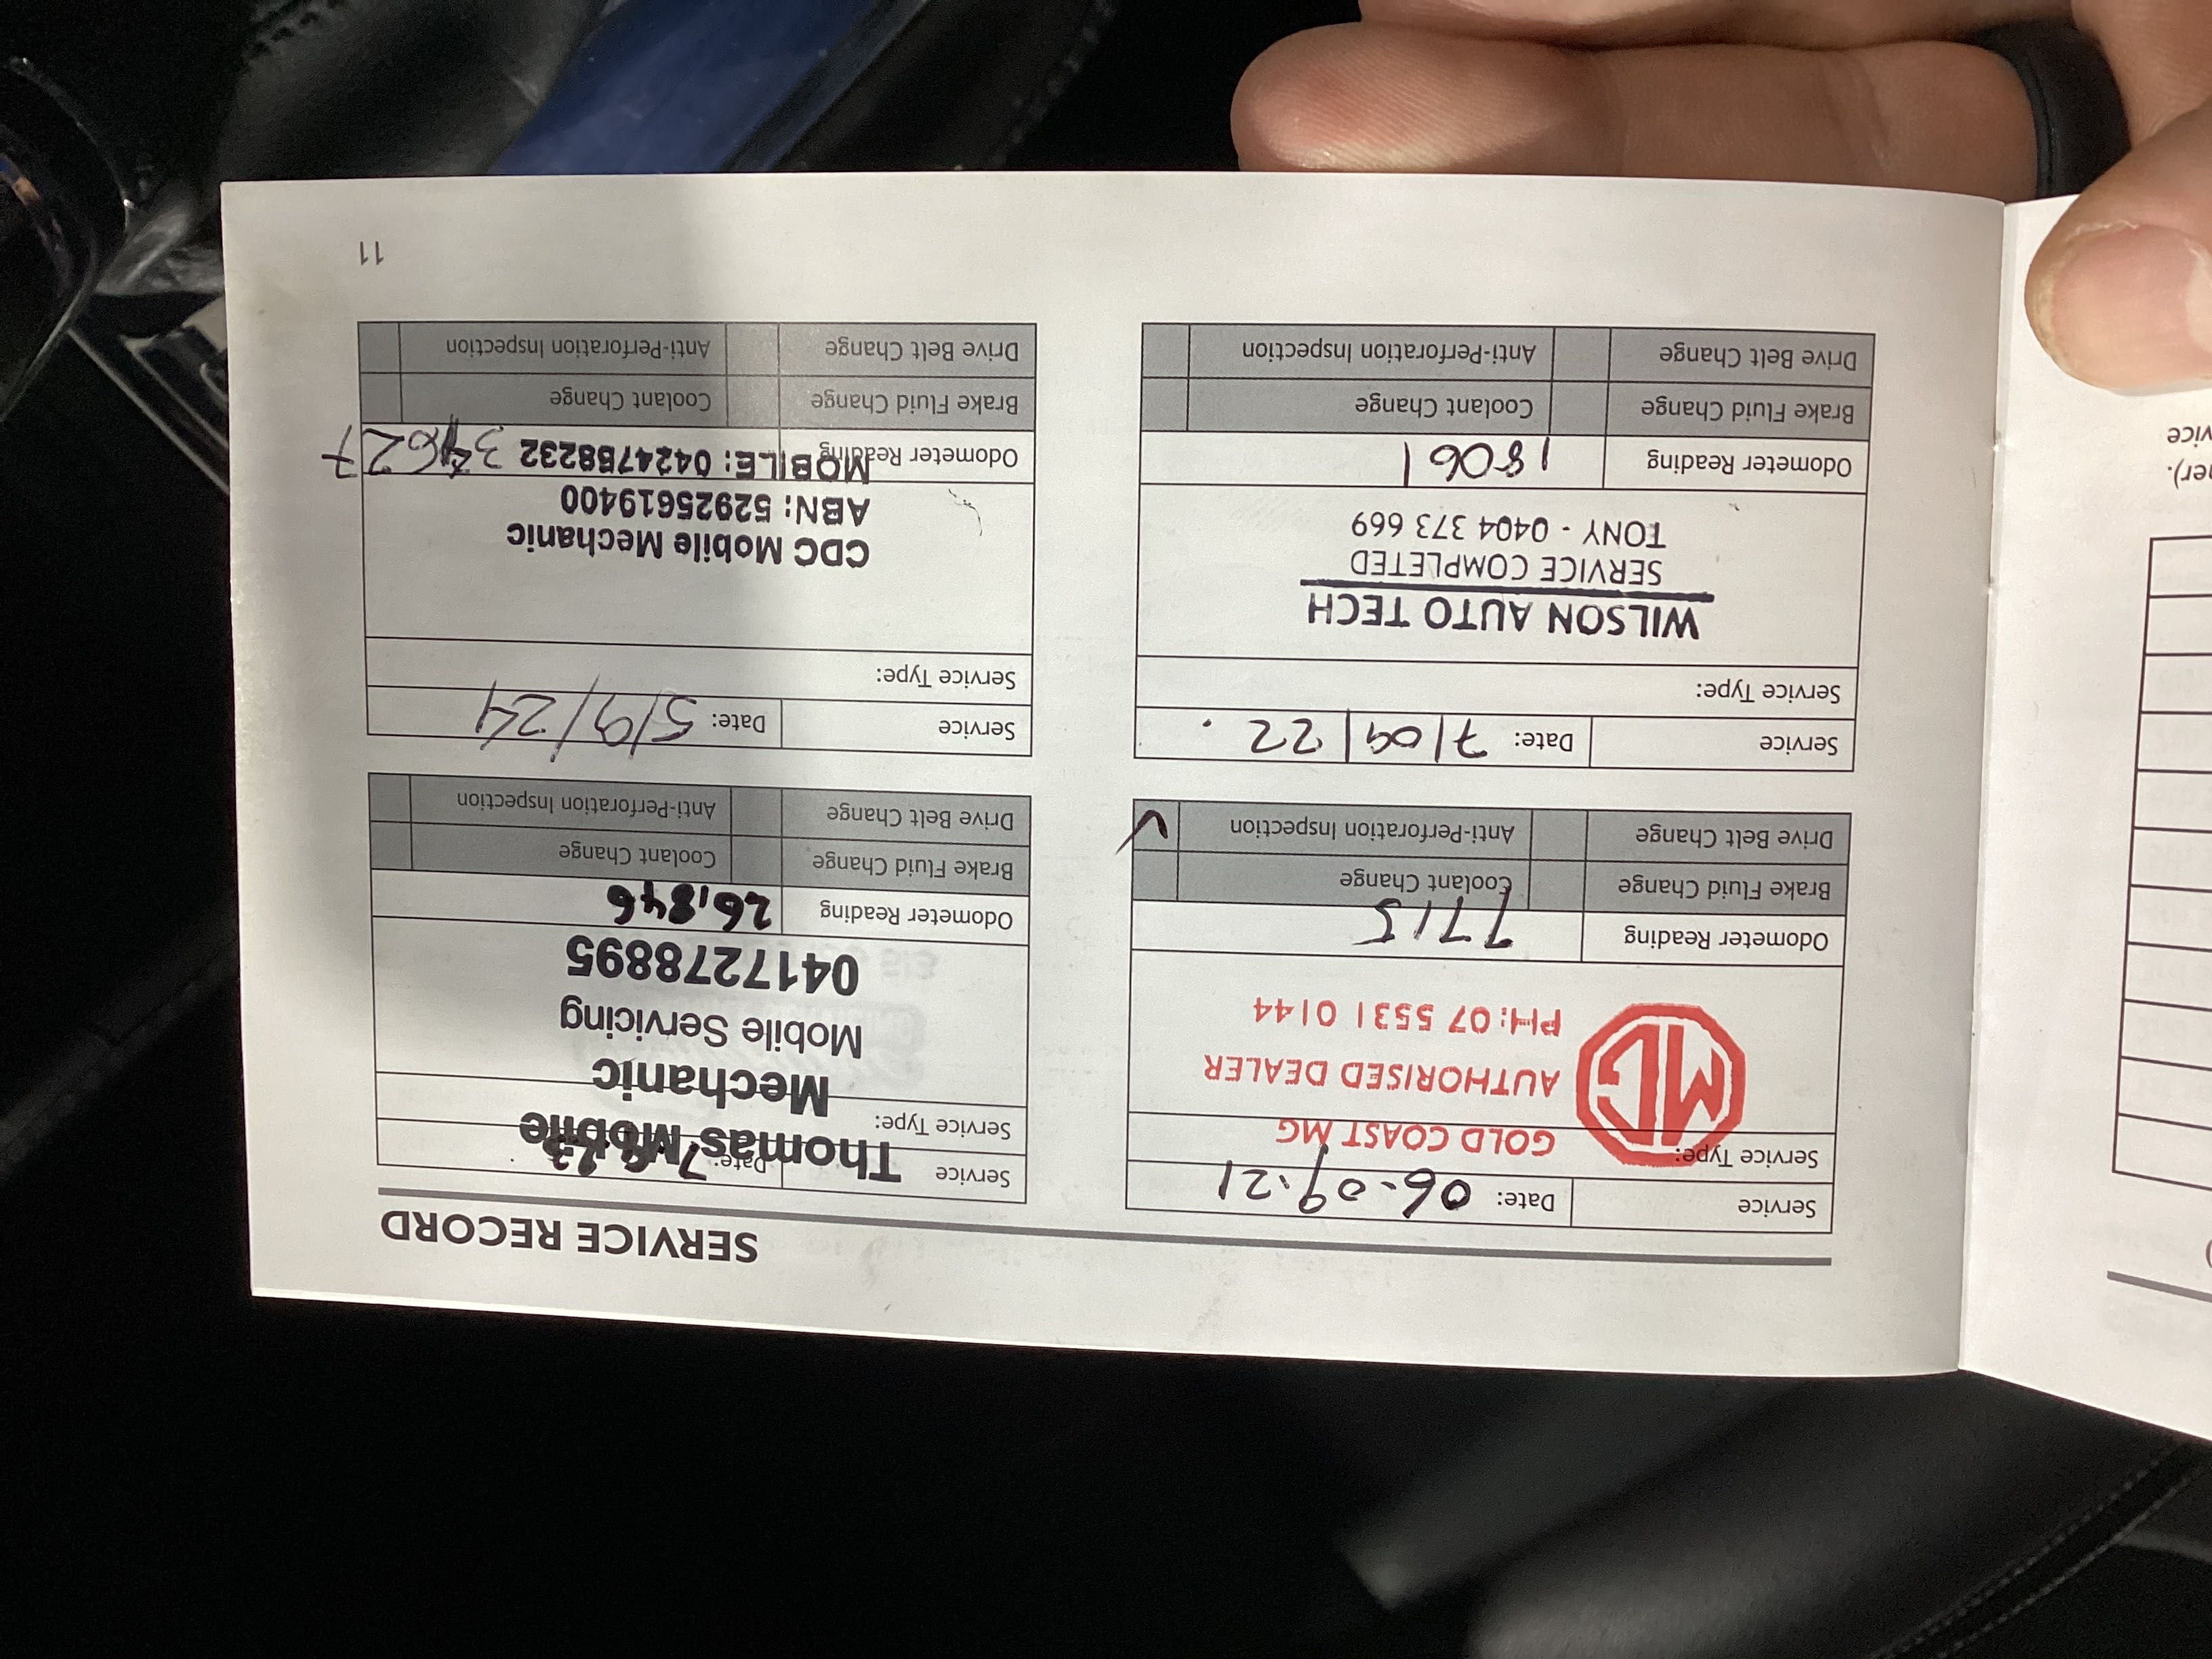 SERVICE RECORD
Service
Date: 06.09.21
Service Type:
GOLD COAST MG
MG
AUTHORISED DEALER
PH: 07 5531 0144
Odometer Reading
7715
Brake Fluid Change
Coolant Change
Drive Belt Change
Anti-Perforation Inspection ✓
Service
Date: 7
Service Type:
Thomas Mobile
Mechanic
Mobile Servicing
0417278895
Odometer Reading
26,846
Brake Fluid Change
Coolant Change
Drive Belt Change
Anti-Perforation Inspection
Service
Date: 7/09/22.
Service Type:
WILSON AUTO TECH
SERVICE COMPLETED
TONY - 0404 373 669
Odometer Reading
18061
Brake Fluid Change
Coolant Change
Drive Belt Change
Anti-Perforation Inspection
Service
Date: 5/9/24
Service Type:
CDC Mobile Mechanic
ABN: 52925619400
MOBILE: 0424788232
Odometer Reading
Brake Fluid Change
Coolant Change
Drive Belt Change
Anti-Perforation Inspection
11